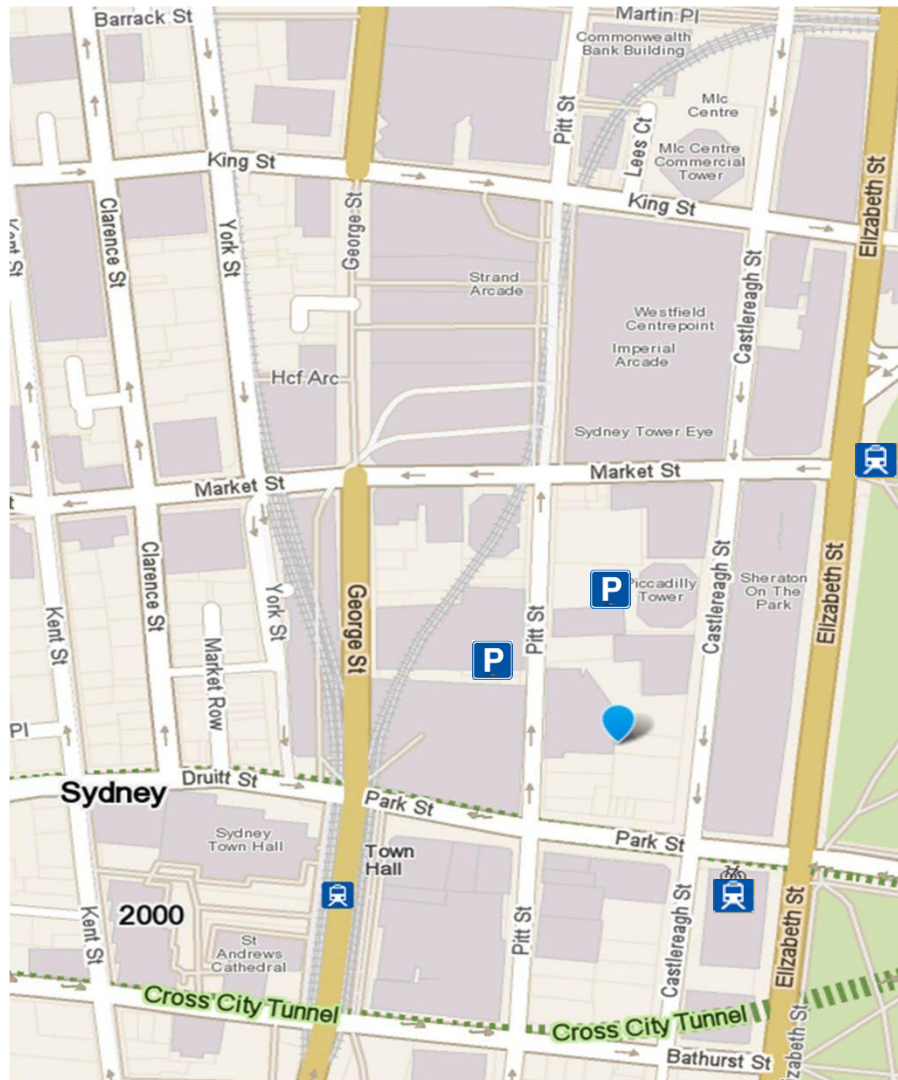 Barrack St
Martin Pl
Commonwealth
Bank Building
Pitt St
Mlc
Centre
Lees Ct
Mlc Centre
Commercial
Tower
King St
King St
Elizabeth St
Clarence St
York St
George St
Kent St
Castlereagh St
Strand
Arcade
Westfield
Centrepoint
Imperial
Arcade
Hcf Arc
Sydney Tower Eye
Market St
Market St
Clarence St
York St
Kent St
George St
Pitt St
P
Piccadilly
Tower
Castlereagh St
Sheraton
On The
Park
Elizabeth St
Market Row
P
Pl
Druitt St
Sydney
Park St
Park St
Sydney
Town Hall
Town
Hall
2000
Kent St
Pitt St
Castlereagh St
Elizabeth St
St
Andrews
Cathedral
Cross City Tunnel
Cross City Tunnel
zabeth St
Bathurst St